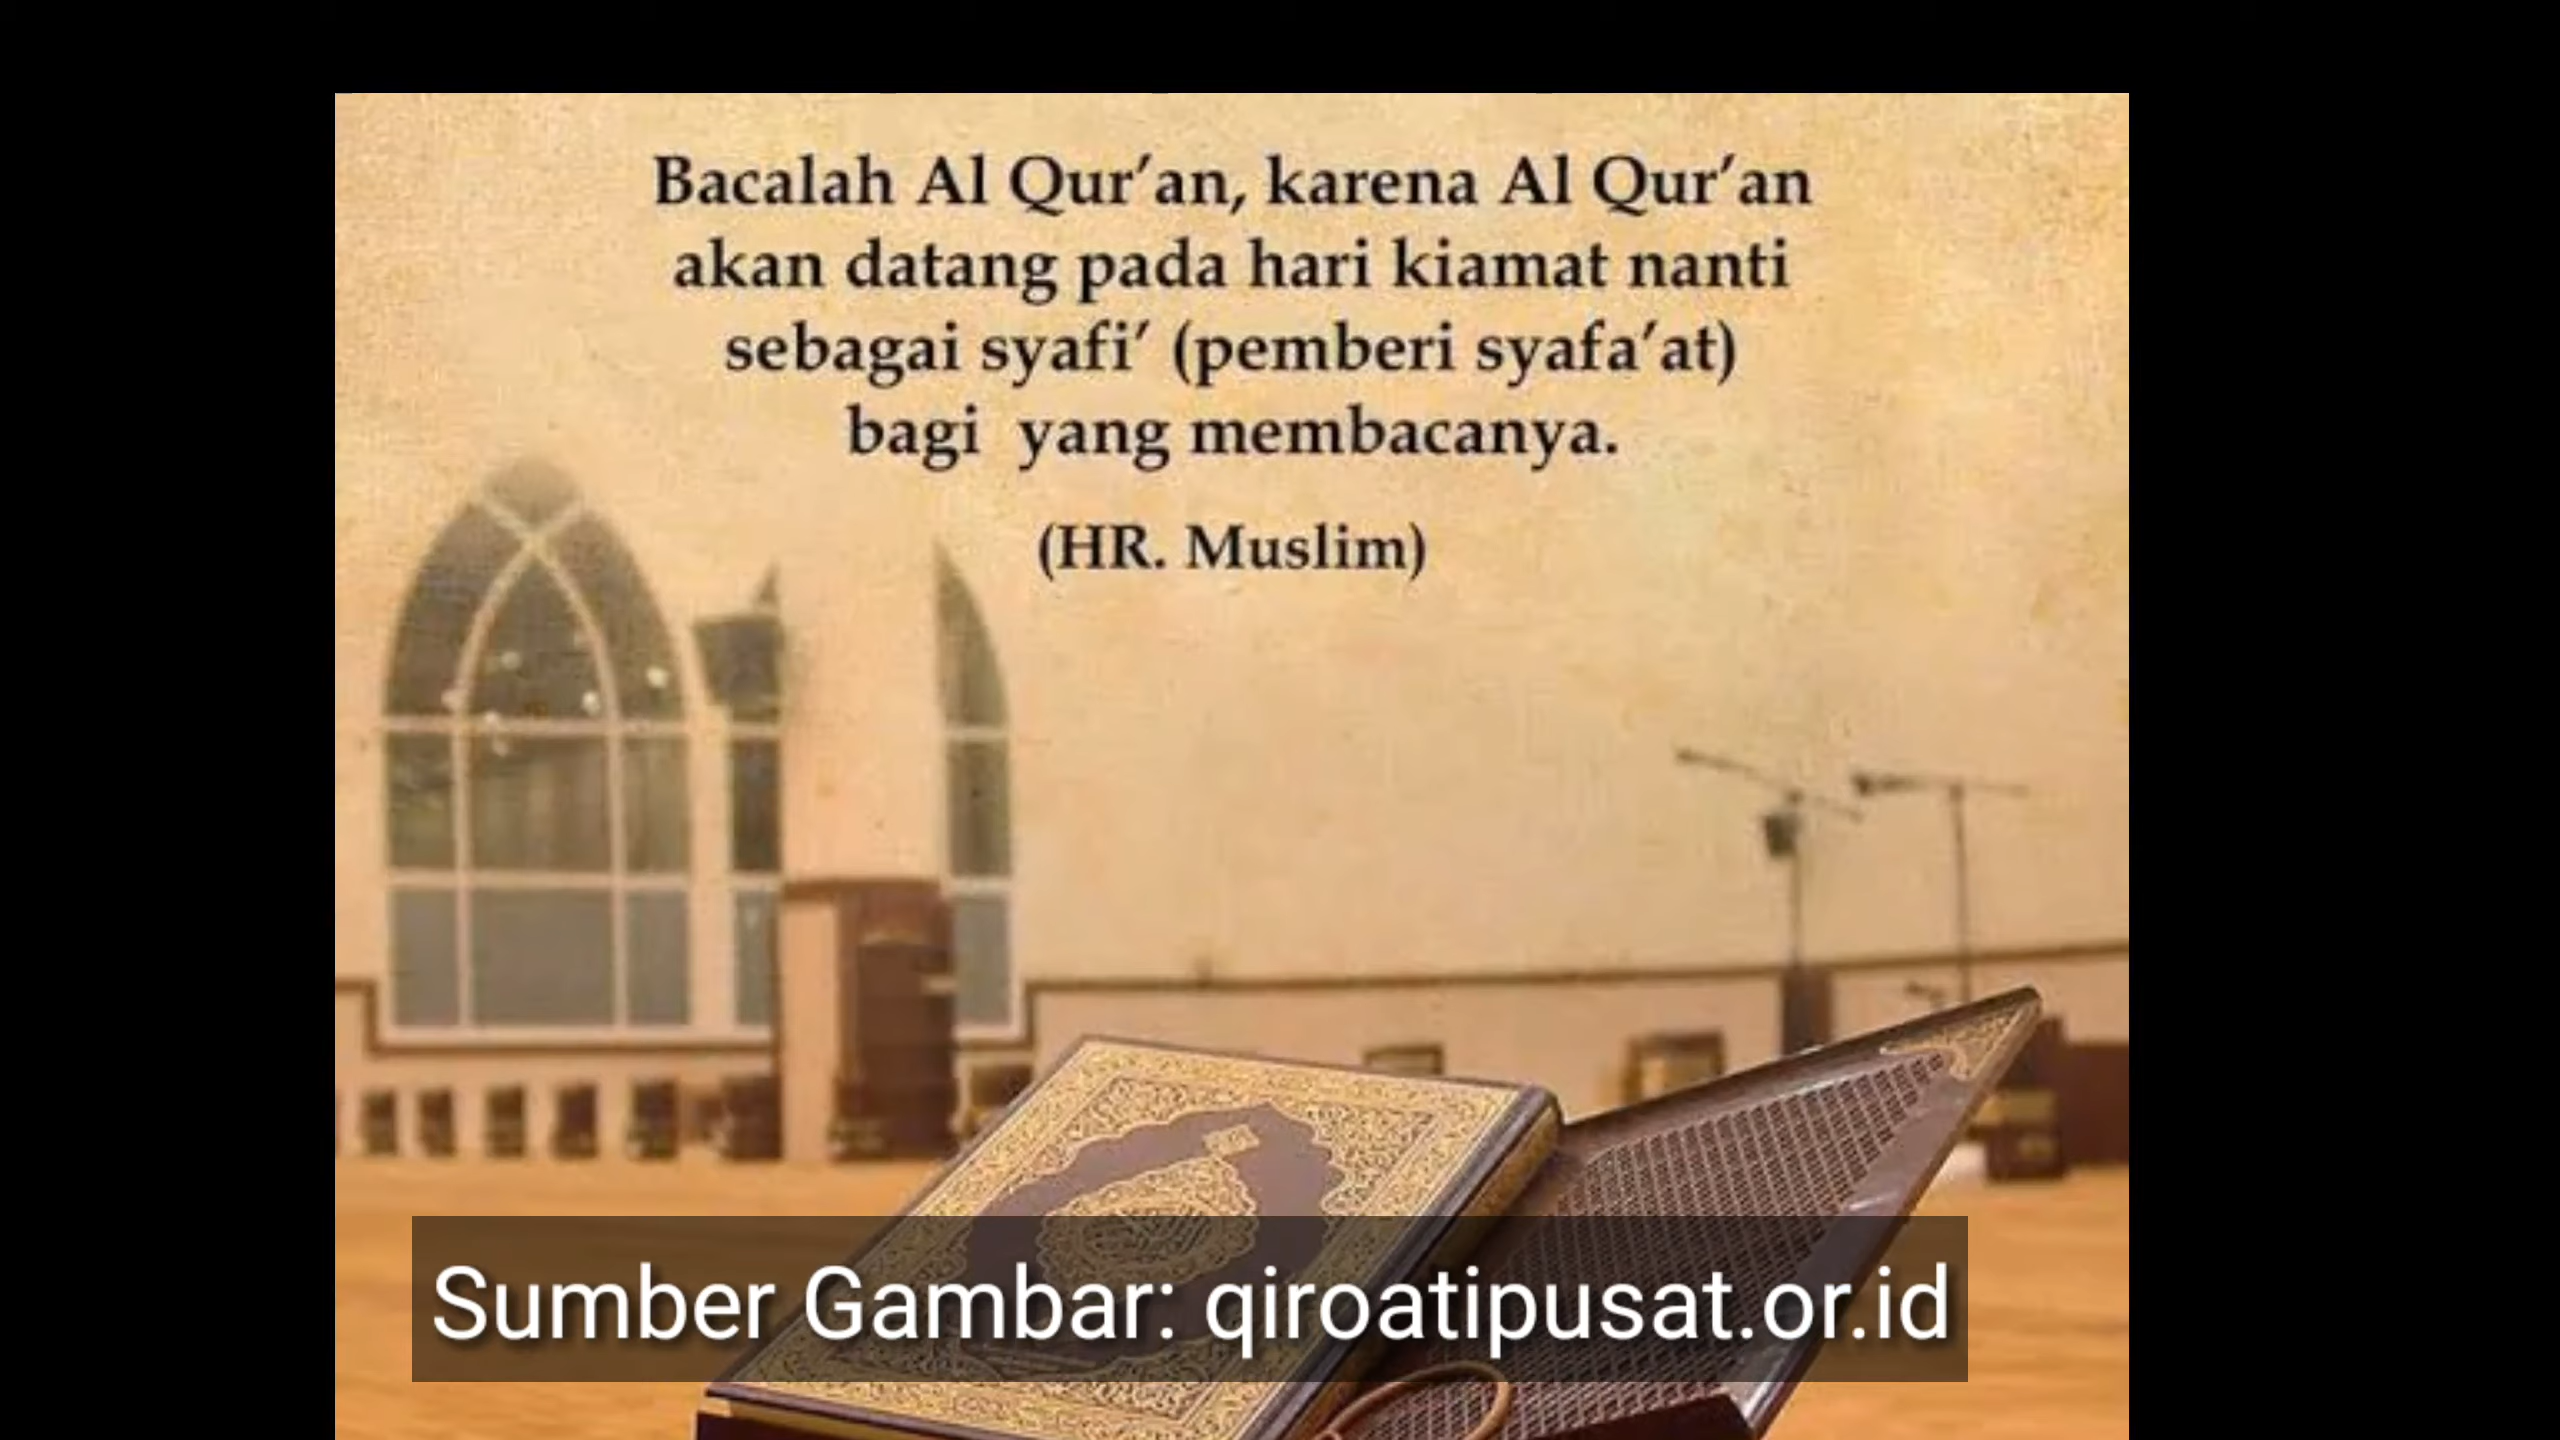 Bacalah Al Qur’an, karena Al Qur’an
akan datang pada hari kiamat nanti
sebagai syafi’ (pemberi syafa’at)
bagi yang membacanya.
(HR. Muslim)
Sumber Gambar: qiroatipusat.or.id